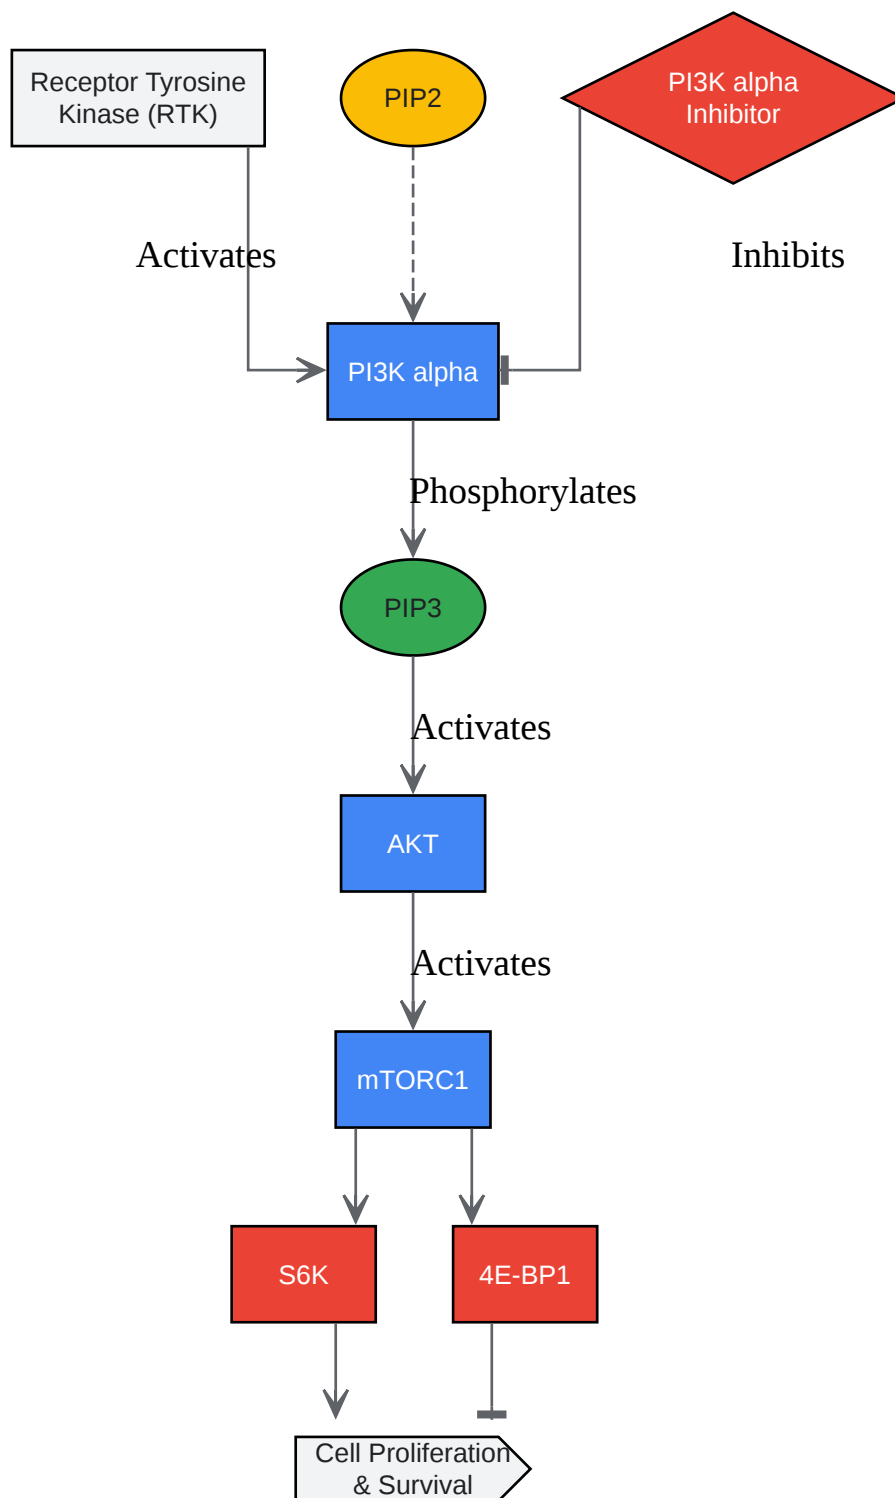 Receptor Tyrosine
Kinase (RTK)
PIP2
PI3K alpha
Inhibitor
Activates
Inhibits
PI3K alpha
Phosphorylates
PIP3
Activates
AKT
Activates
mTORC1
S6K
4E-BP1
Cell Proliferation
& Survival